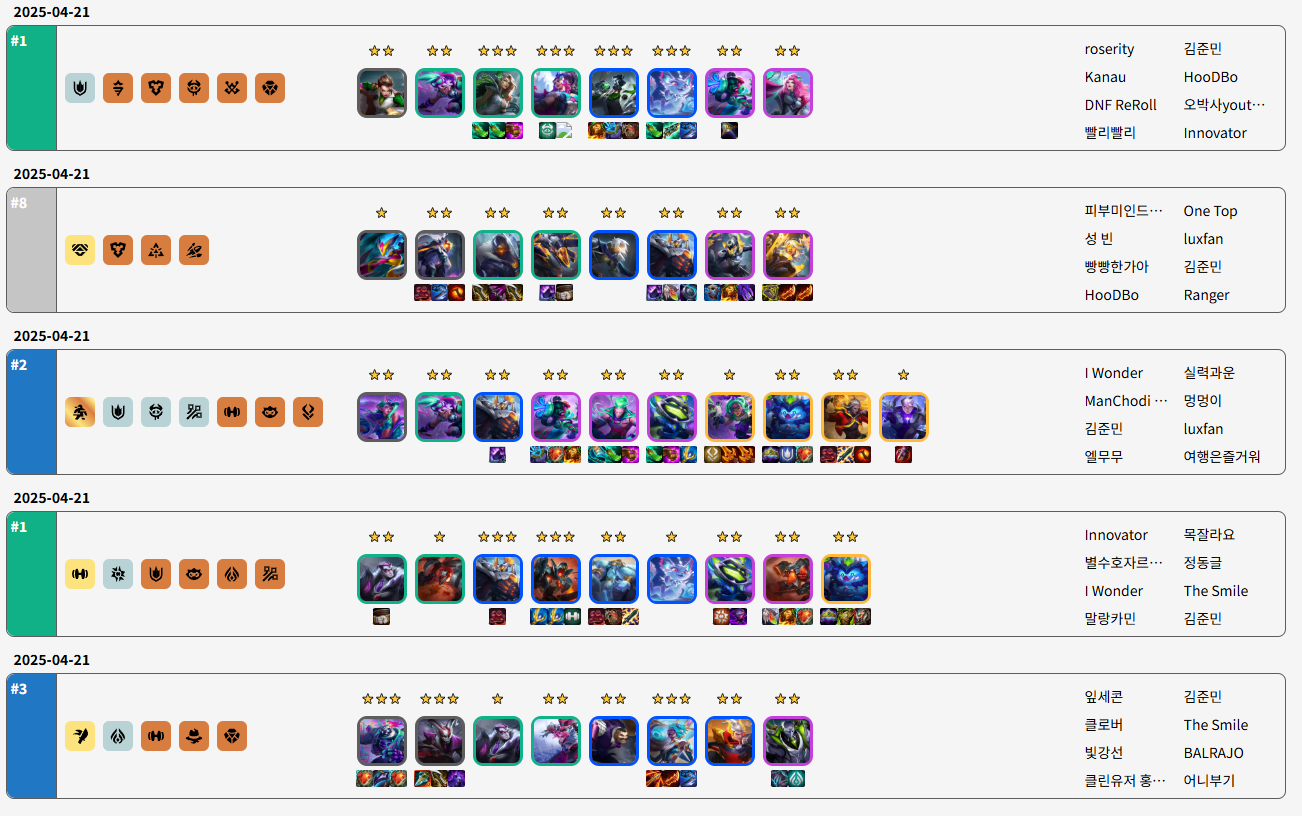 2025-04-21
#1
roserity 김준민
Kanau HooDBo
DNF ReRoll 오박사yout···
빨리빨리 Innovator
2025-04-21
#8
피부미인드··· One Top
성 빈 luxfan
빵빵한가아 김준민
HooDBo Ranger
2025-04-21
#2
I Wonder 실력과운
ManChodi ··· 멍멍이
김준민 luxfan
엘무무 여행은즐거워
2025-04-21
#1
Innovator 목잘라요
별수호자르··· 정동글
I Wonder The Smile
말랑카민 김준민
2025-04-21
#3
잎세콘 김준민
클로버 The Smile
빛강선 BALRAJO
클린유저 홍··· 어니부기